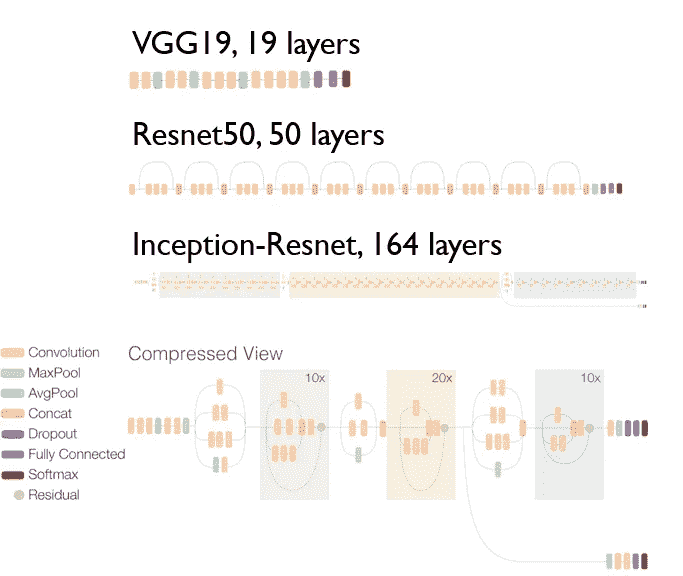 VGG19, 19 layers
Resnet50, 50 layers
Inception-Resnet, 164 layers
Compressed View
Convolution
MaxPool
AvgPool
Concat
Dropout
Fully Connected
Softmax
Residual
10x
20x
10x